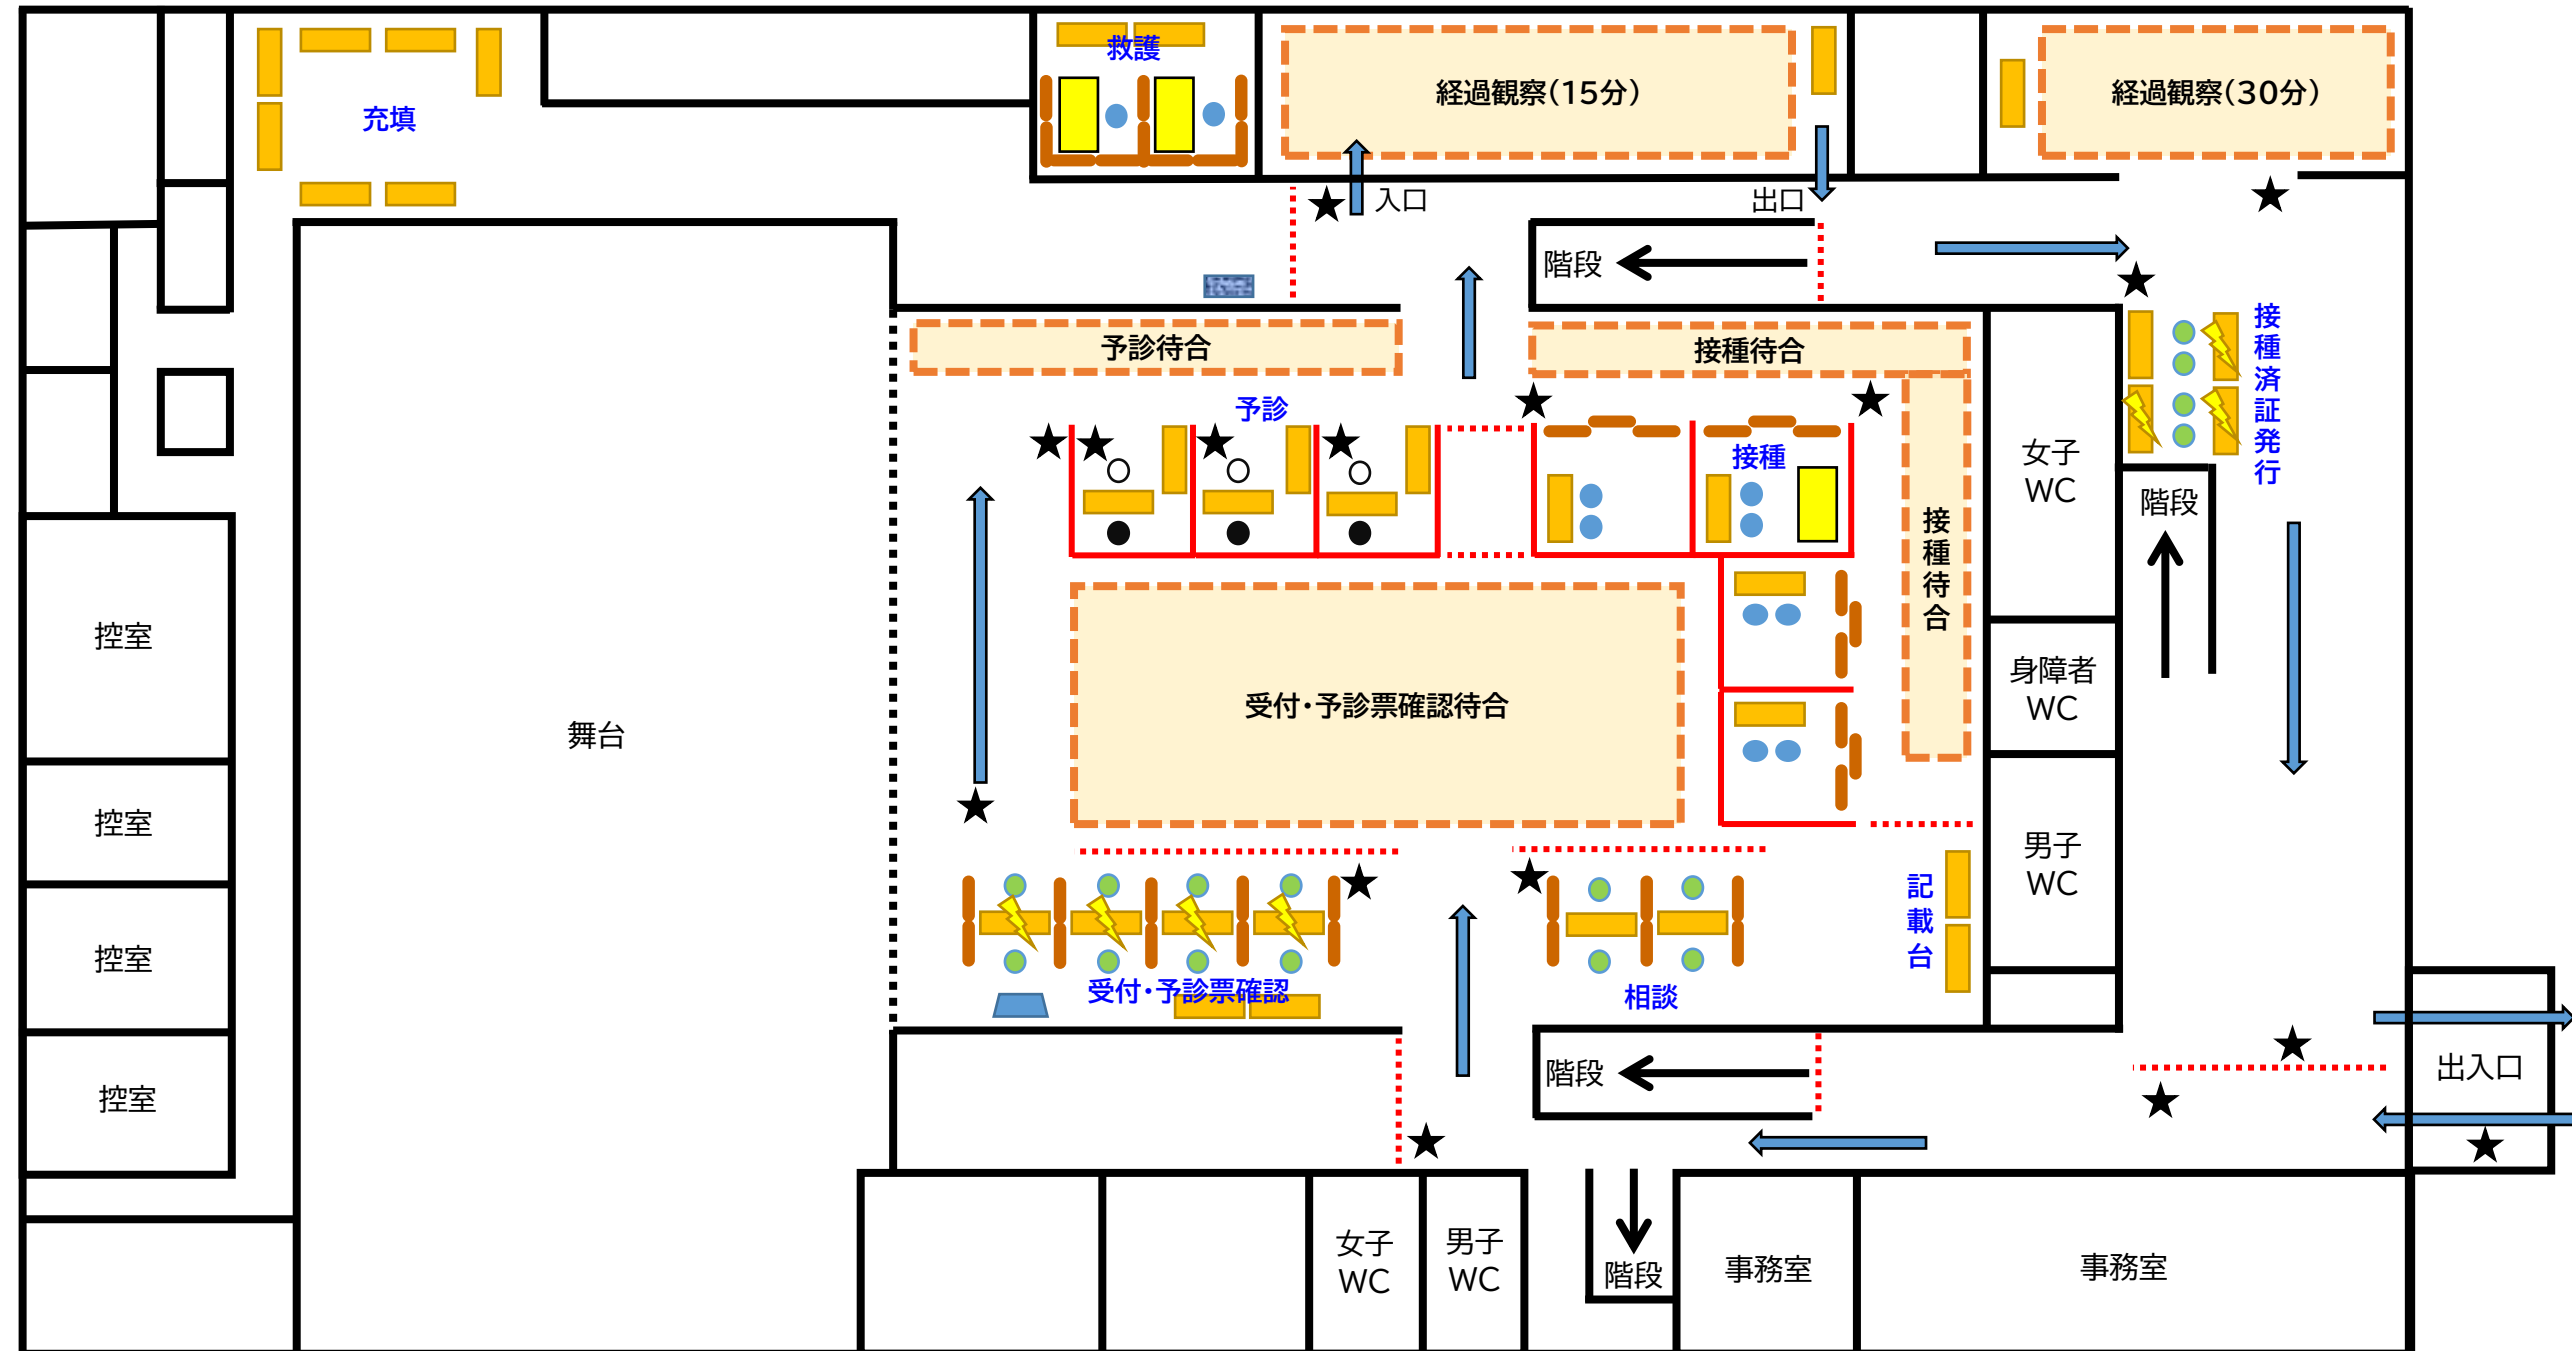 救護
経過観察(15分)
経過観察(30分)
充填
入口
出口
階段
接種済証発行
予診待合
接種待合
予診
接種
女子
WC
階段
接種待合
控室
身障者
WC
受付・予診票確認待合
舞台
控室
男子
WC
記載台
控室
受付・予診票確認
相談
階段
出入口
控室
女子
WC
男子
WC
階段
事務室
事務室